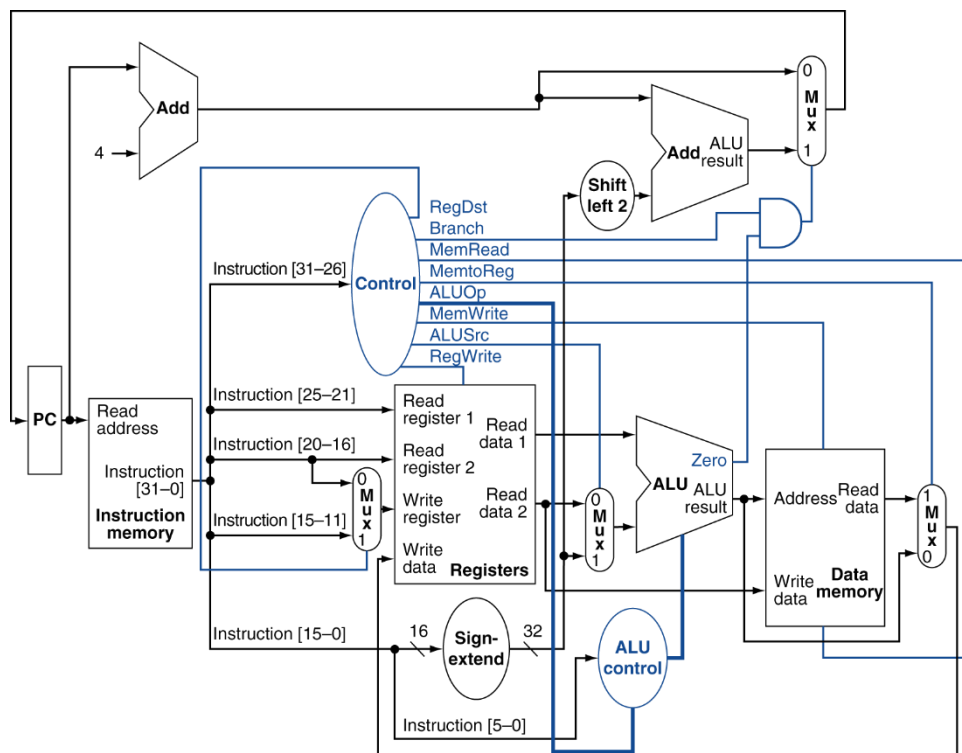 Add
4
0
Mux
1
Add
ALU
result
Shift
left 2
RegDst
Branch
MemRead
MemtoReg
ALUOp
MemWrite
ALUSrc
RegWrite
Control
Instruction [31–26]
PC
Read
address
Instruction
[31–0]
Instruction
memory
Instruction [25–21]
Instruction [20–16]
Instruction [15–11]
0
Mux
1
Read
register 1
Read
register 2
Write
register
Write
data
Read
data 1
Read
data 2
Registers
0
Mux
1
Zero
ALU
ALU
result
Address
Read
data
Write
data
Data
memory
1
Mux
0
Instruction [15–0]
16
Sign-
extend
32
ALU
control
Instruction [5–0]